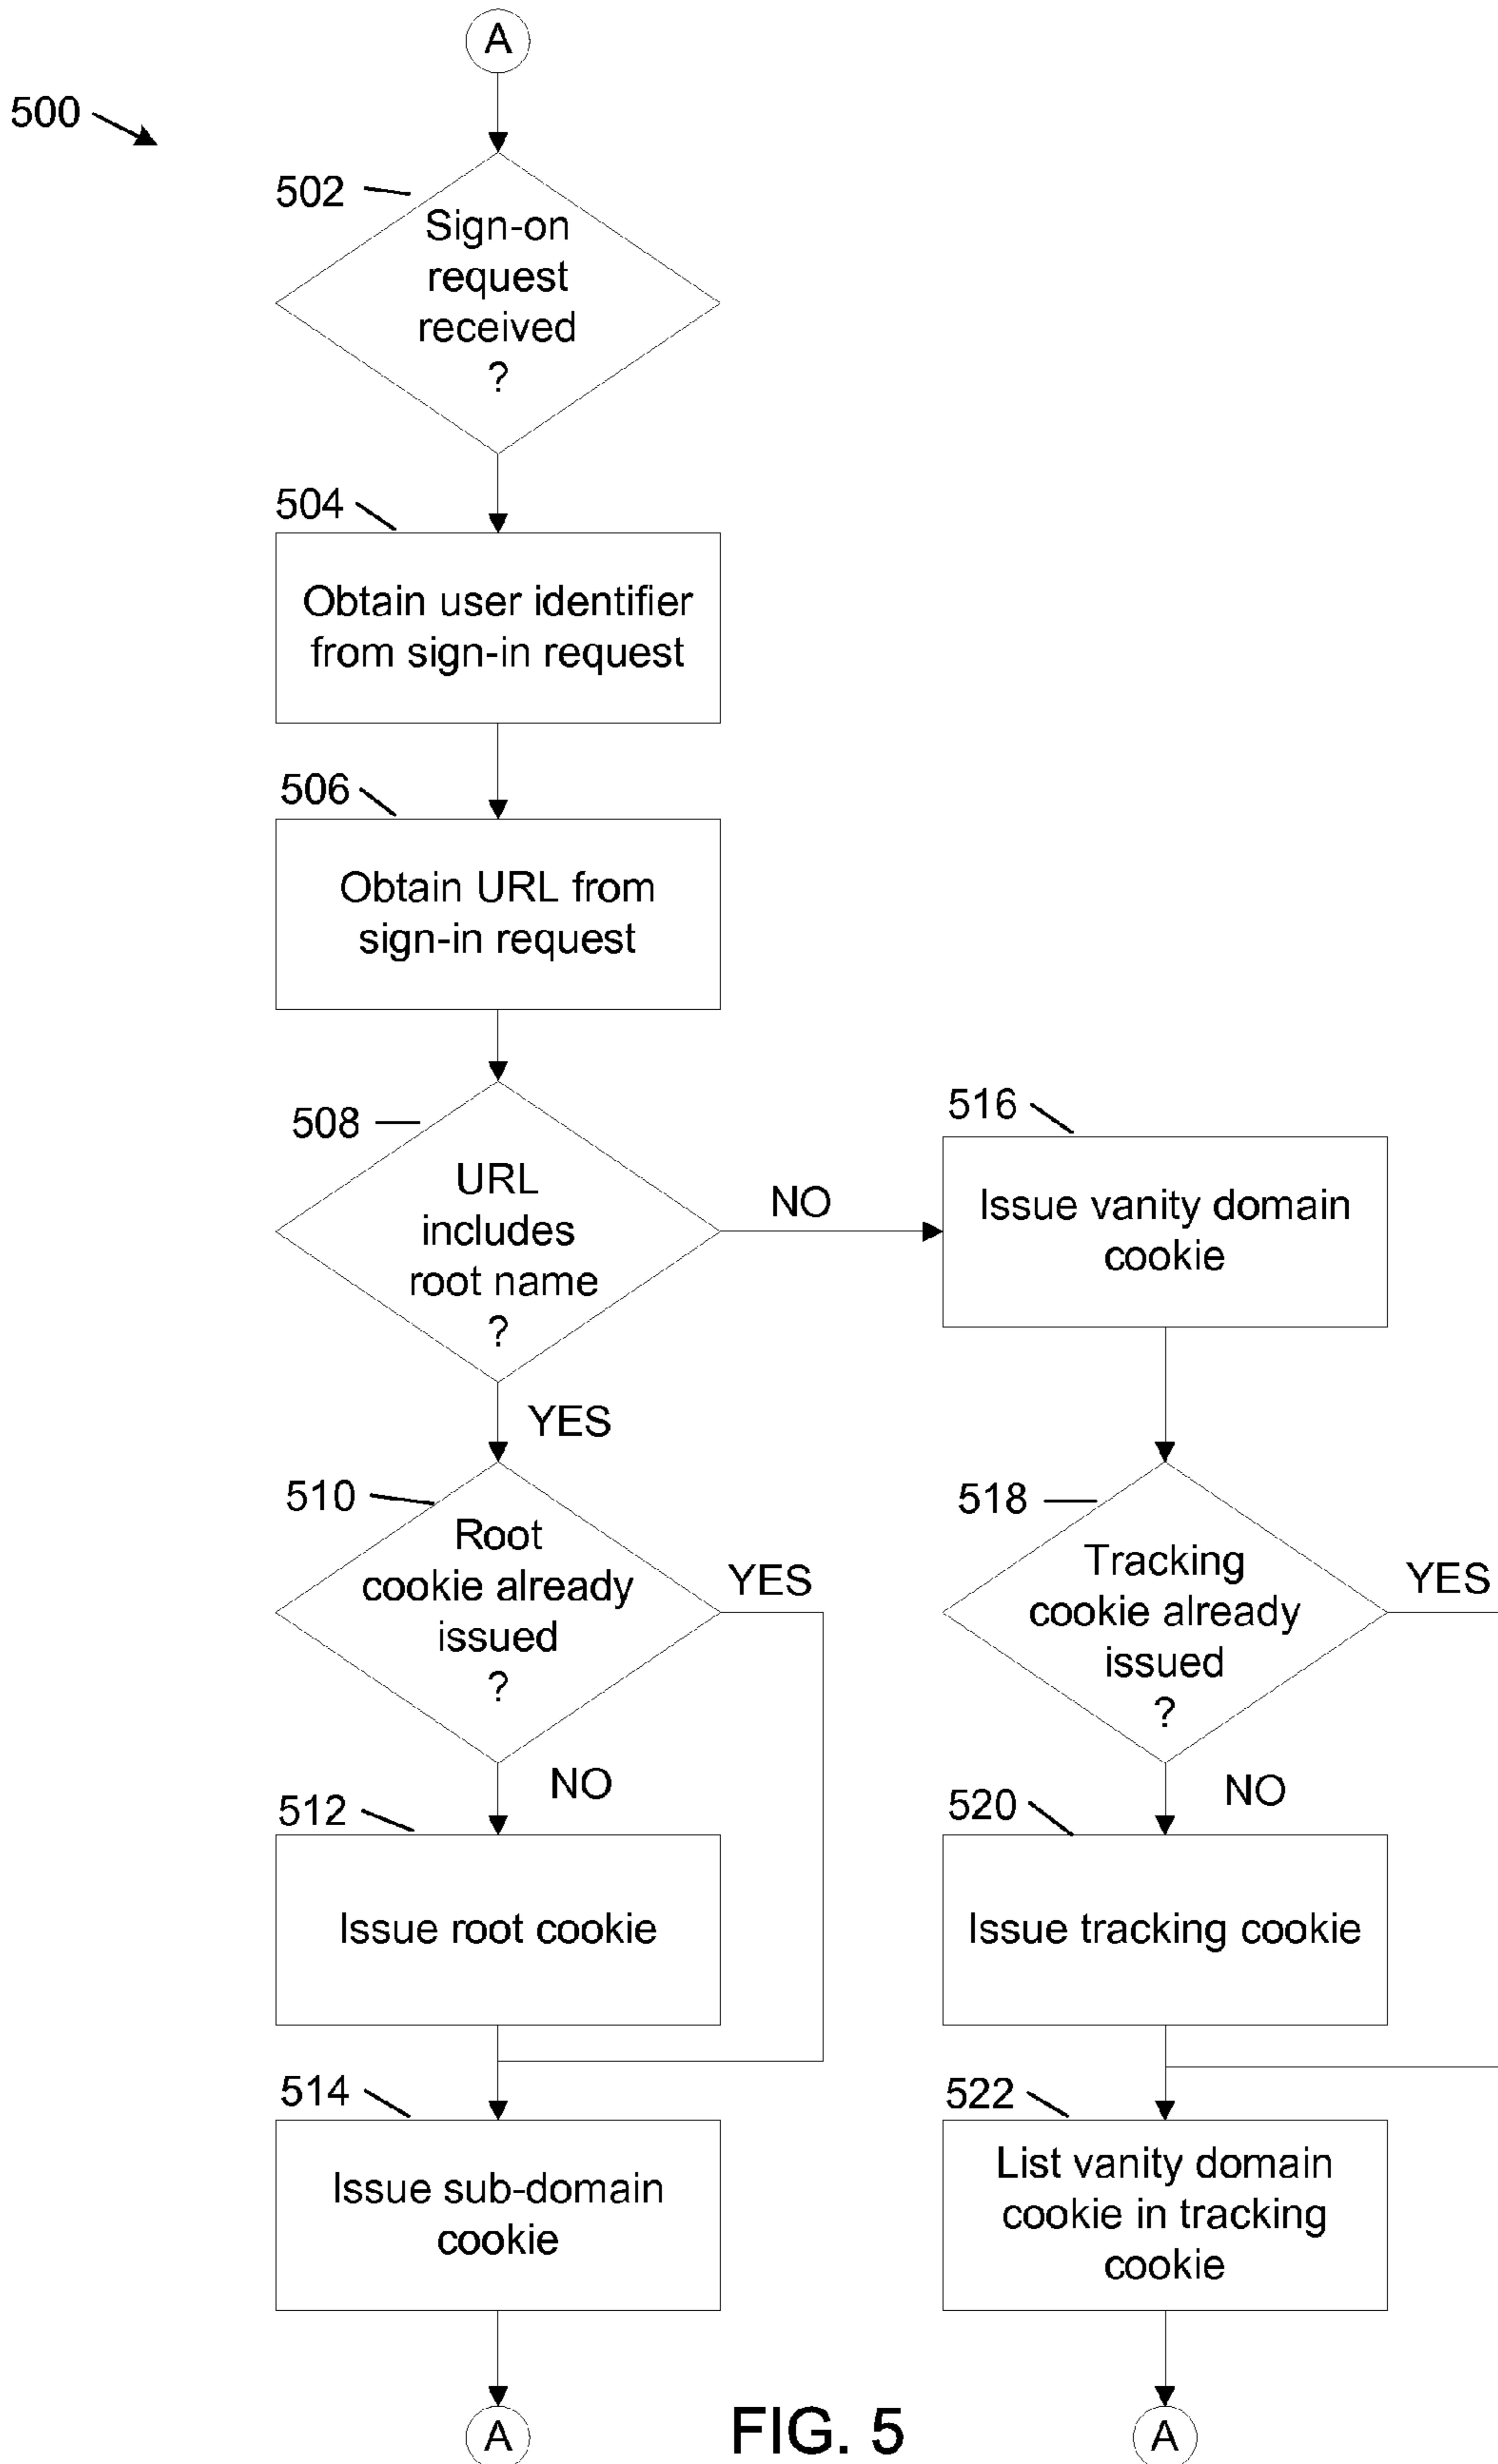 A
500
502
Sign-on
request
received
?
504
Obtain user identifier
from sign-in request
506
Obtain URL from
sign-in request
508
URL
includes
root name
?
NO
516
Issue vanity domain
cookie
YES
510
Root
cookie already
issued
?
YES
518
Tracking
cookie already
issued
?
YES
NO
512
Issue root cookie
NO
520
Issue tracking cookie
514
Issue sub-domain
cookie
522
List vanity domain
cookie in tracking
cookie
A
FIG. 5
A